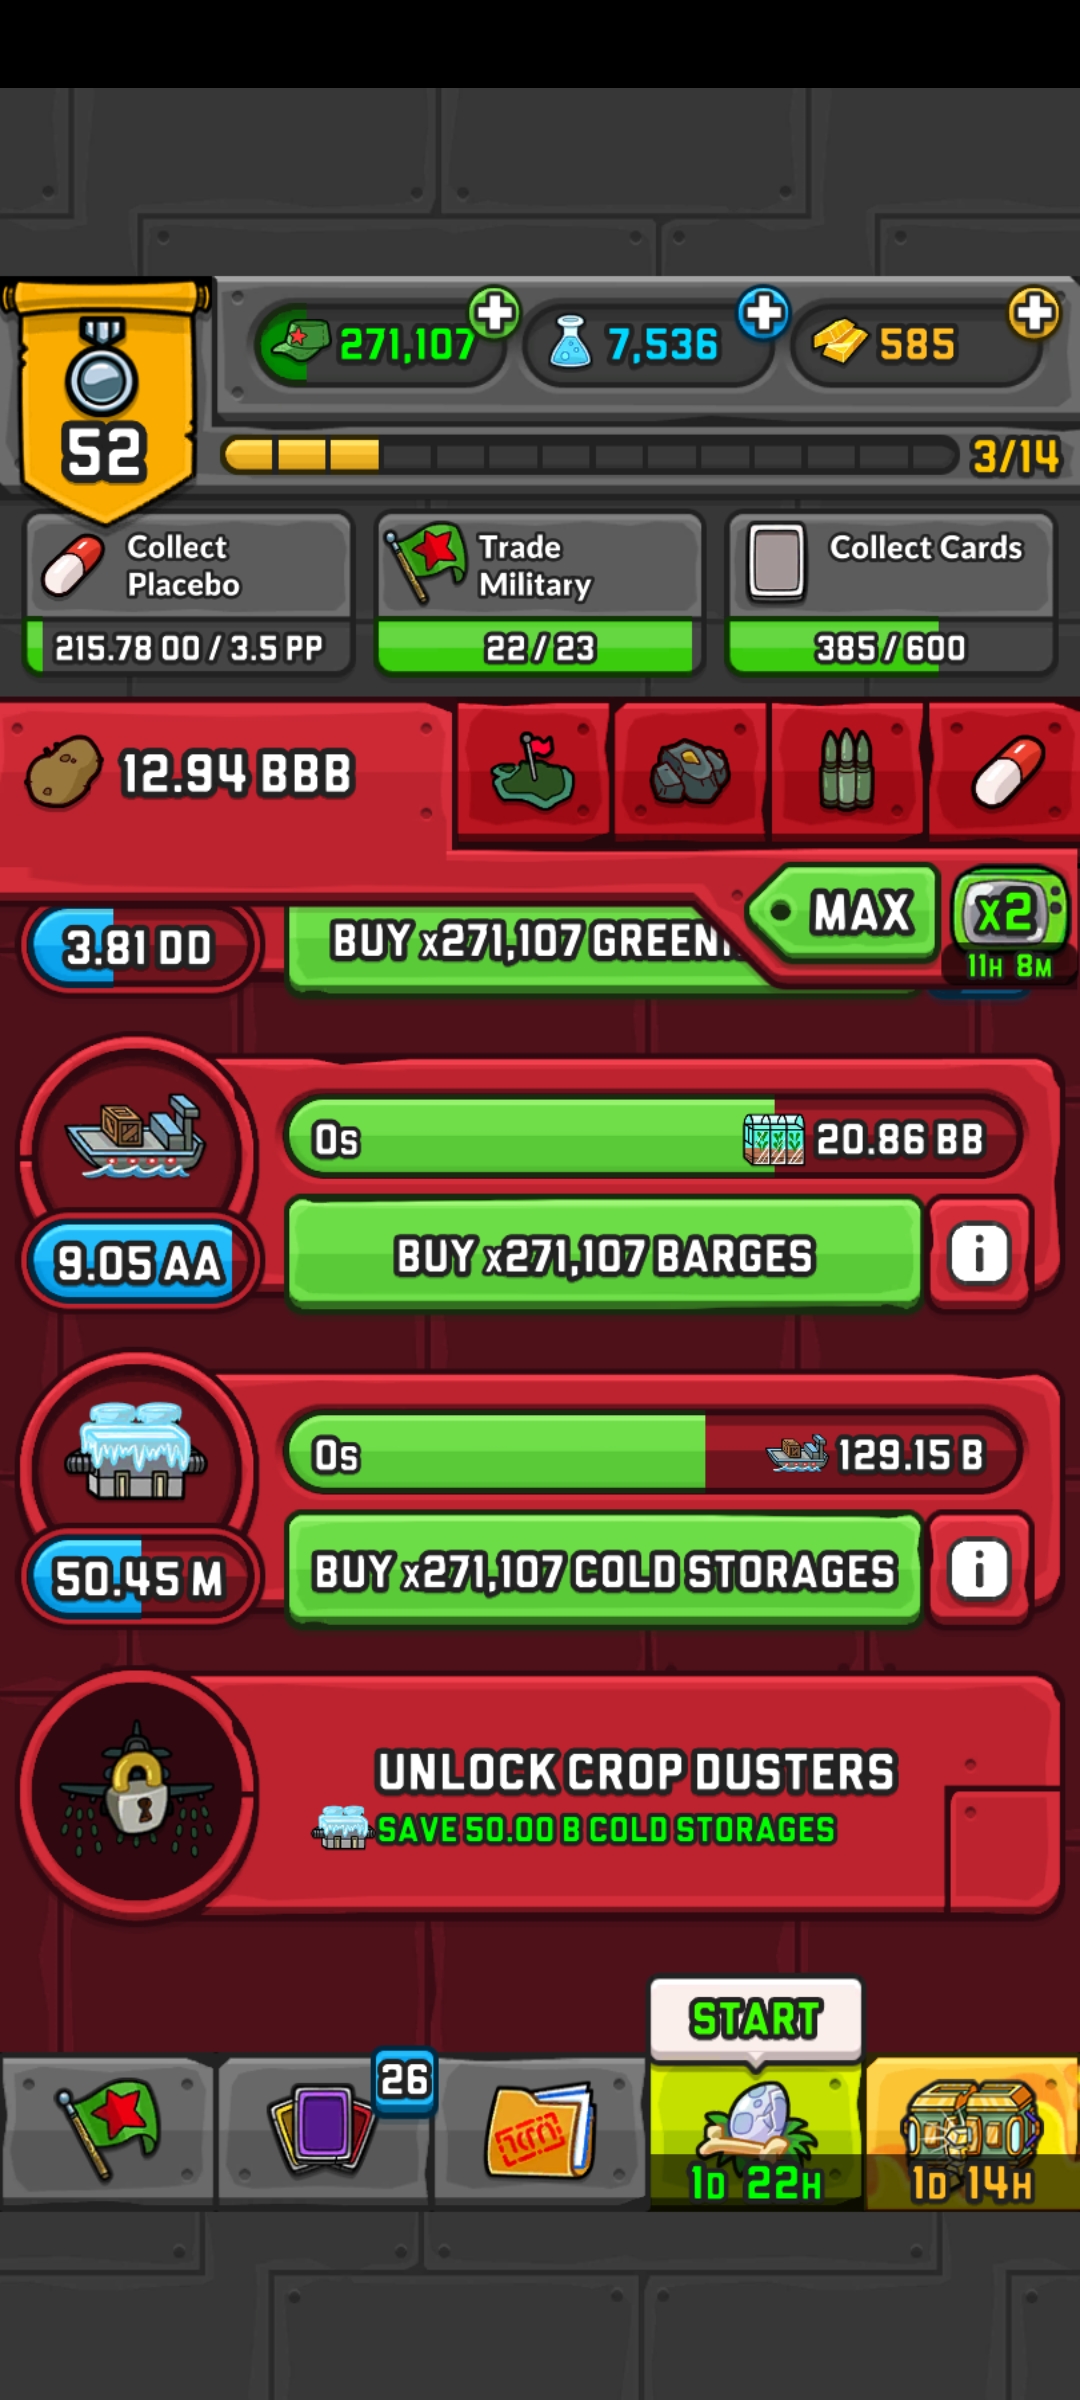 271,107
7,536
585
52
3/14
Collect
Placebo
Trade
Military
Collect Cards
215.78 OO / 3.5 PP
22 / 23
385 / 600
12.94 BBB
MAX
x2
11H 8M
3.81 DD
BUY x271,107 GREEN
0s
20.86 BB
9.05 AA
BUY x271,107 BARGES
i
0s
129.15 B
50.45 M
BUY x271,107 COLD STORAGES
i
UNLOCK CROP DUSTERS
SAVE 50.00 B COLD STORAGES
START
26
1D 22H
1D 14H